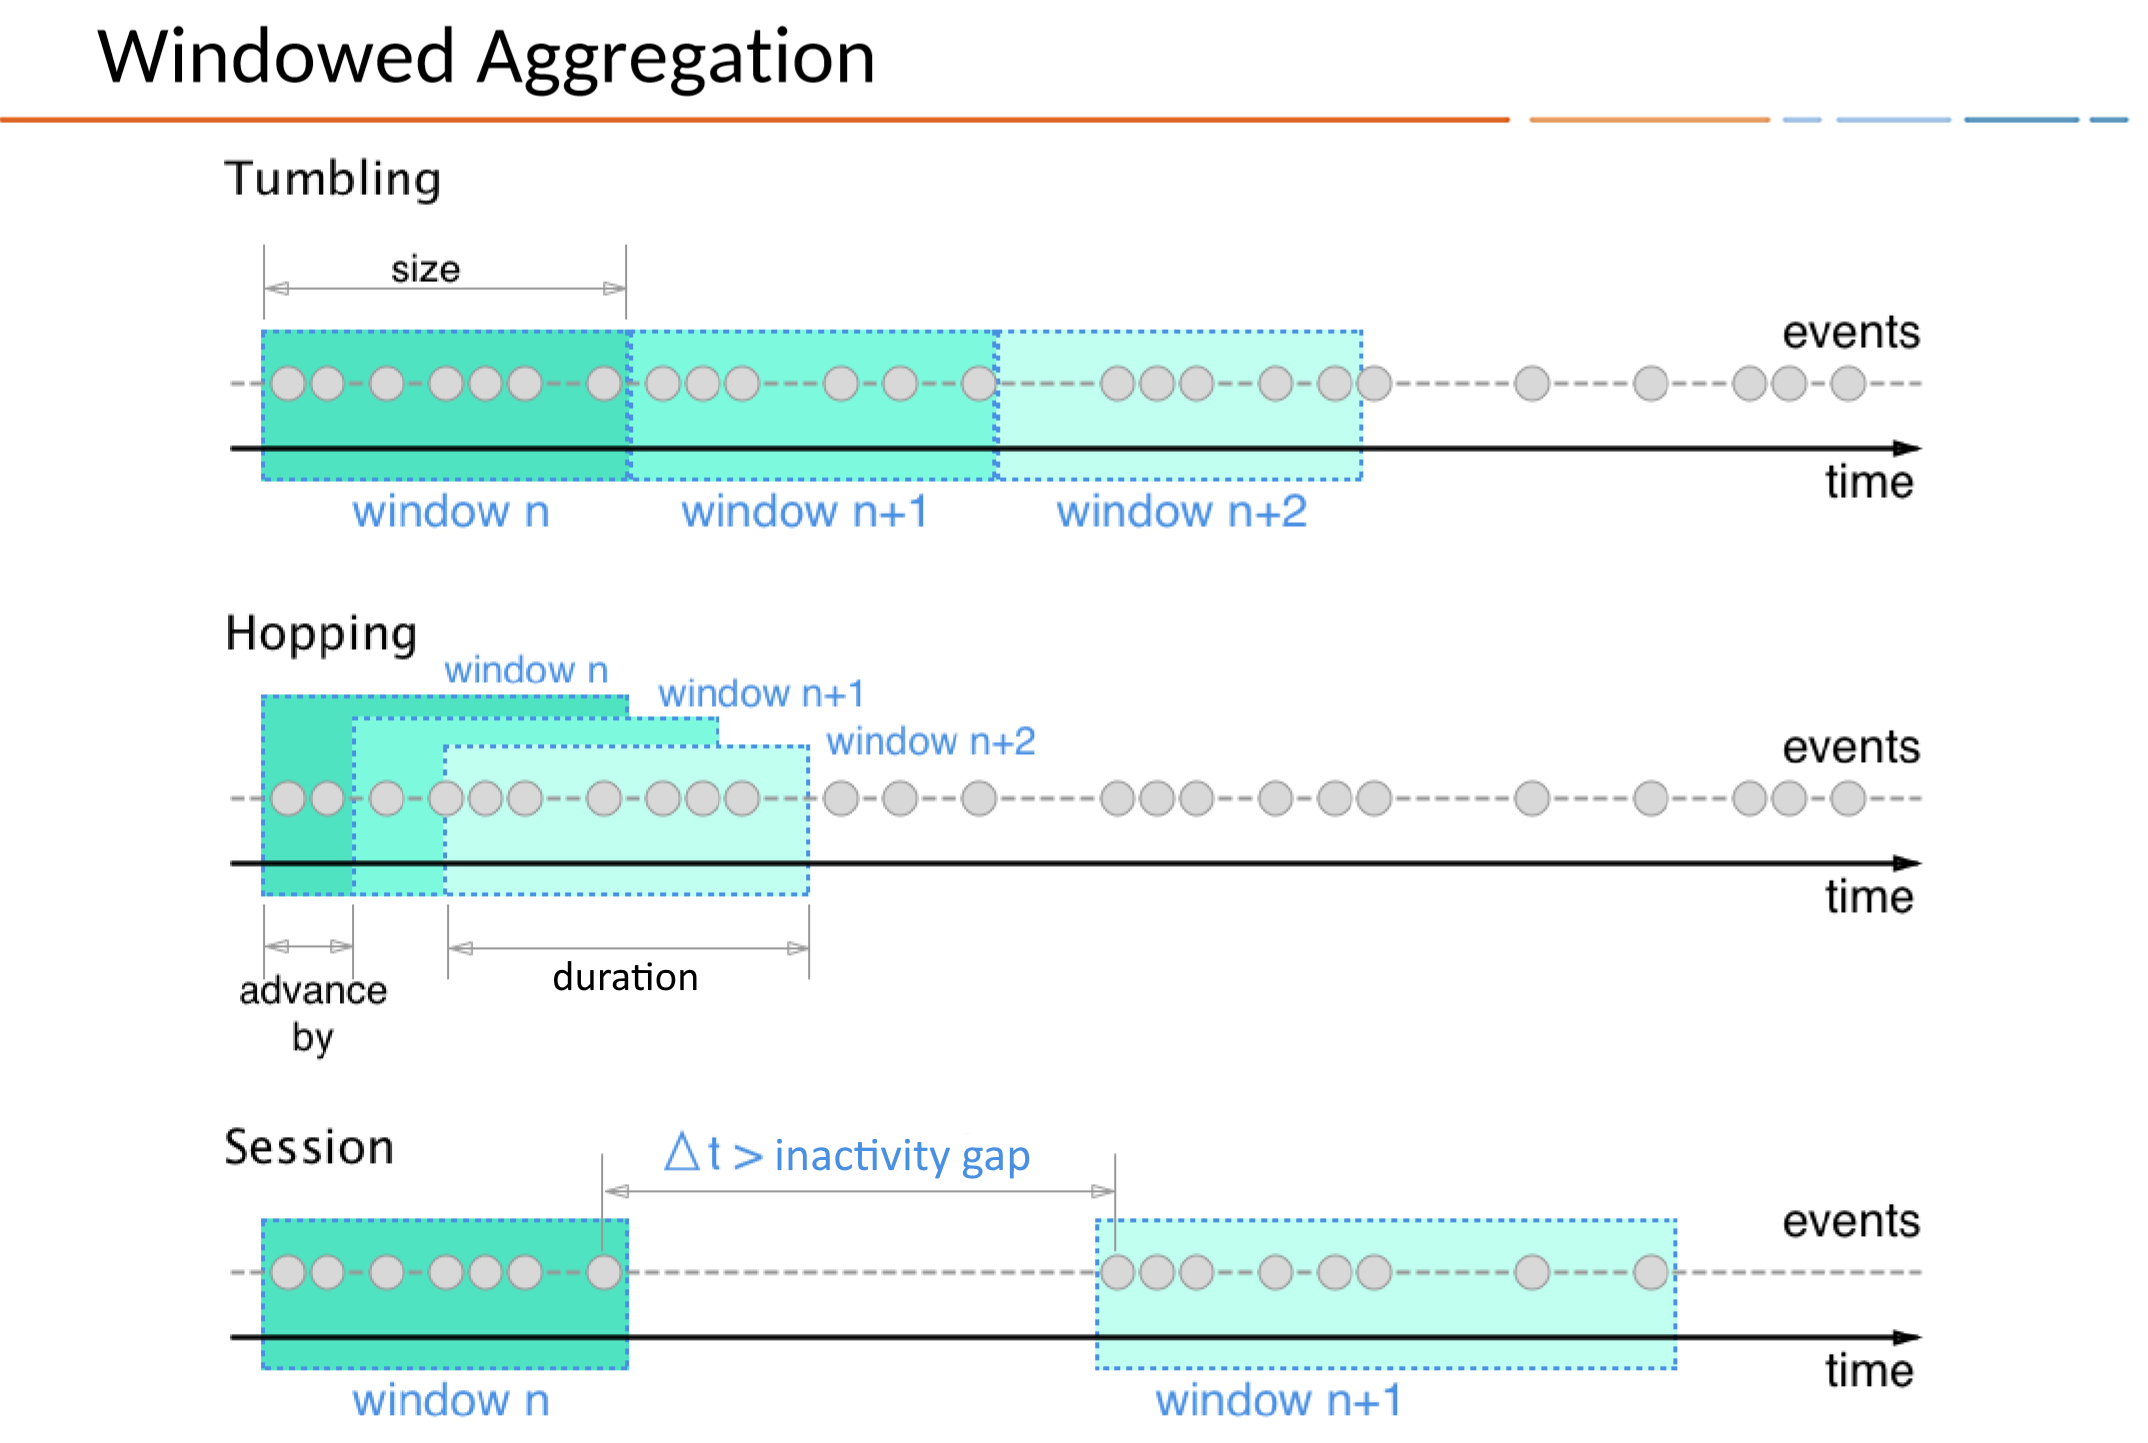 Windowed Aggregation
Tumbling
size
events
time
window n
window n+1
window n+2
Hopping
window n
window n+1
window n+2
events
time
advance
by
duration
Session
Δ t > inactivity gap
events
time
window n
window n+1